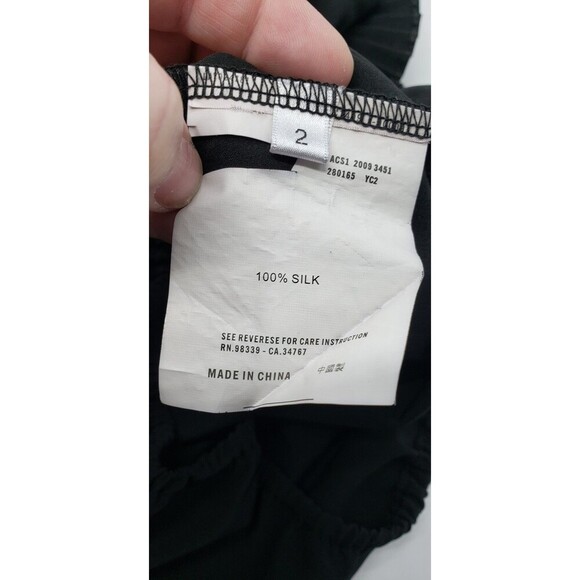 2
ACS1 2009 3451
280165 YC2
100% SILK
SEE REVERESE FOR CARE INSTRUCTION
RN.98339 - CA.34767
MADE IN CHINA 中國製